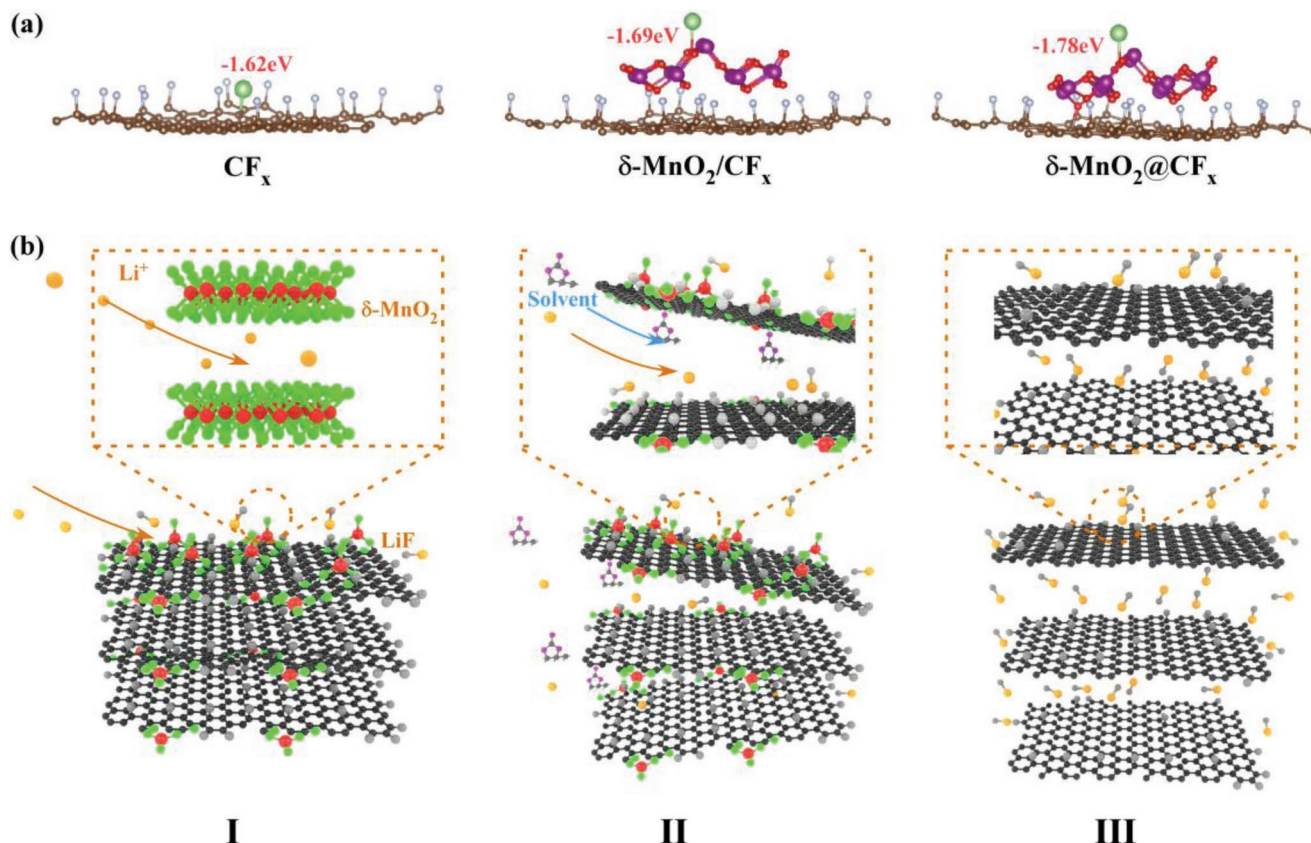 (a)
-1.62eV
-1.69eV
-1.78eV
CFₓ
δ-MnO₂/CFₓ
δ-MnO₂@CFₓ
(b)
Li⁺
δ-MnO₂
Solvent
LiF
I
II
III